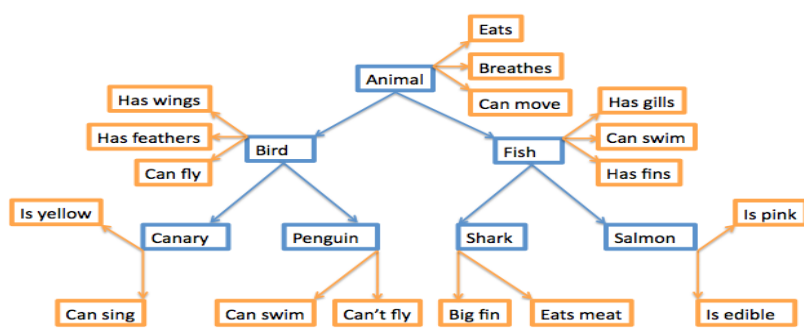 Eats
Animal
Breathes
Can move
Has wings
Has gills
Has feathers
Can swim
Bird
Fish
Can fly
Has fins
Is yellow
Is pink
Canary
Penguin
Shark
Salmon
Can sing
Can swim
Can't fly
Big fin
Eats meat
Is edible